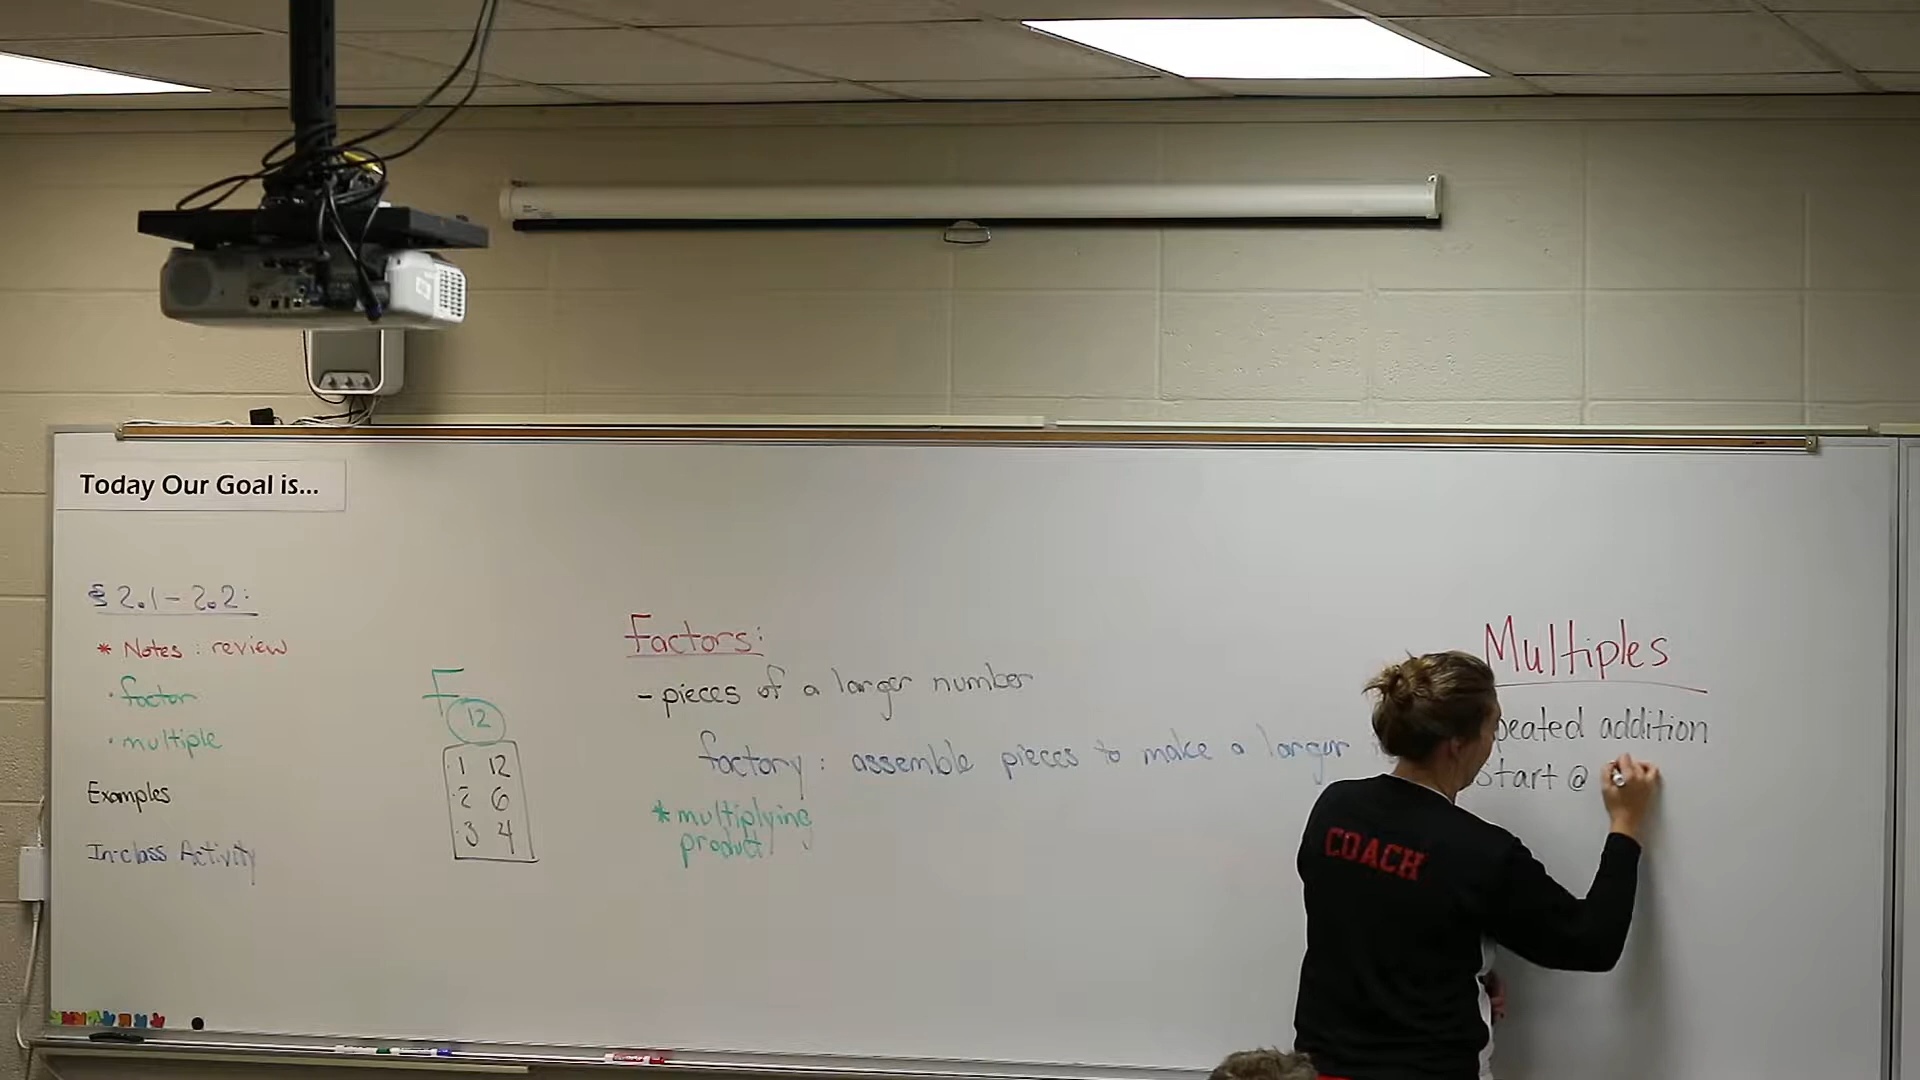 Today Our Goal is...
§ 2.1 - 2.2:
* Notes: review
· factor
· multiple
Examples
In-class Activity
F
12
· 1 12
· 2 6
· 3 4
Factors:
- pieces of a larger number
factory: assemble pieces to make a larger
* multiplying
product
Multiples
peated addition
Start @
COACH